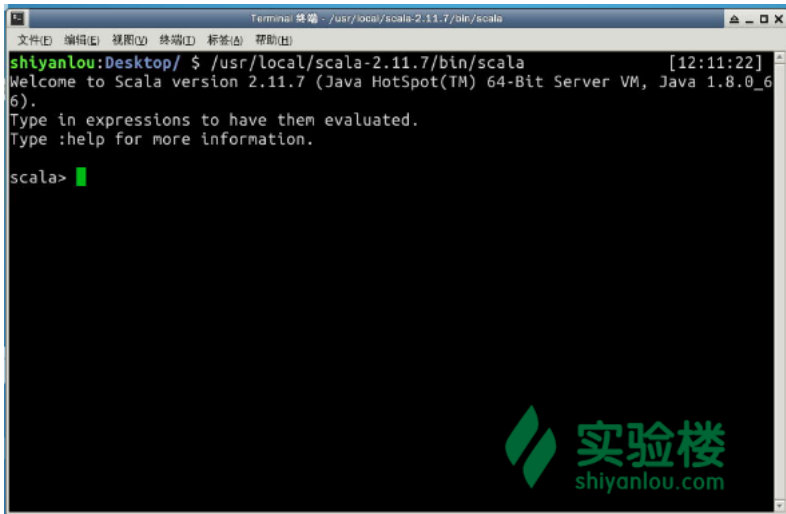 Terminal 终端 - /usr/local/scala-2.11.7/bin/scala
文件(F) 编辑(E) 视图(V) 终端(T) 标签(A) 帮助(H)
shiyanlou:Desktop/ $ /usr/local/scala-2.11.7/bin/scala [12:11:22]
Welcome to Scala version 2.11.7 (Java HotSpot(TM) 64-Bit Server VM, Java 1.8.0_6
6).
Type in expressions to have them evaluated.
Type :help for more information.
scala>
实验楼
shiyanlou.com